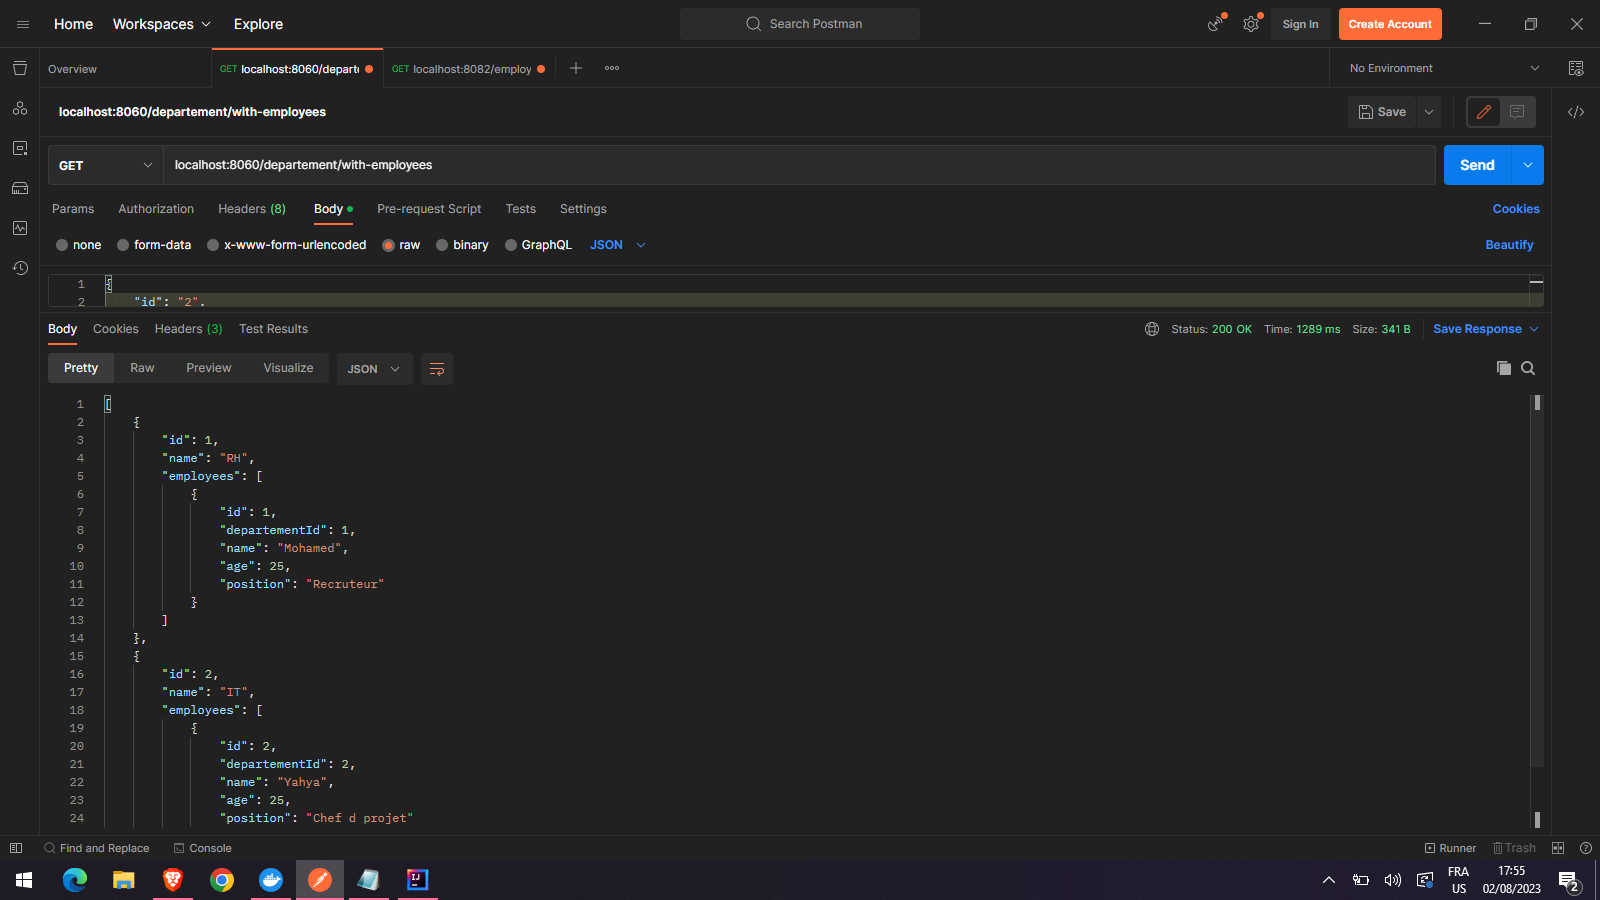 Home Workspaces Explore Search Postman Sign In Create Account
Overview GET localhost:8060/departe GET localhost:8082/employ No Environment
localhost:8060/departement/with-employees Save
GET localhost:8060/departement/with-employees Send
Params Authorization Headers (8) Body Pre-request Script Tests Settings Cookies
none form-data x-www-form-urlencoded raw binary GraphQL JSON Beautify
1 {
2 "id": "2",
Body Cookies Headers (3) Test Results Status: 200 OK Time: 1289 ms Size: 341 B Save Response
Pretty Raw Preview Visualize JSON
1 [
2 {
3 "id": 1,
4 "name": "RH",
5 "employees": [
6 {
7 "id": 1,
8 "departementId": 1,
9 "name": "Mohamed",
10 "age": 25,
11 "position": "Recruteur"
12 }
13 ]
14 },
15 {
16 "id": 2,
17 "name": "IT",
18 "employees": [
19 {
20 "id": 2,
21 "departementId": 2,
22 "name": "Yahya",
23 "age": 25,
24 "position": "Chef d projet"
Find and Replace Console Runner Trash
FRA 17:55
US 02/08/2023 2